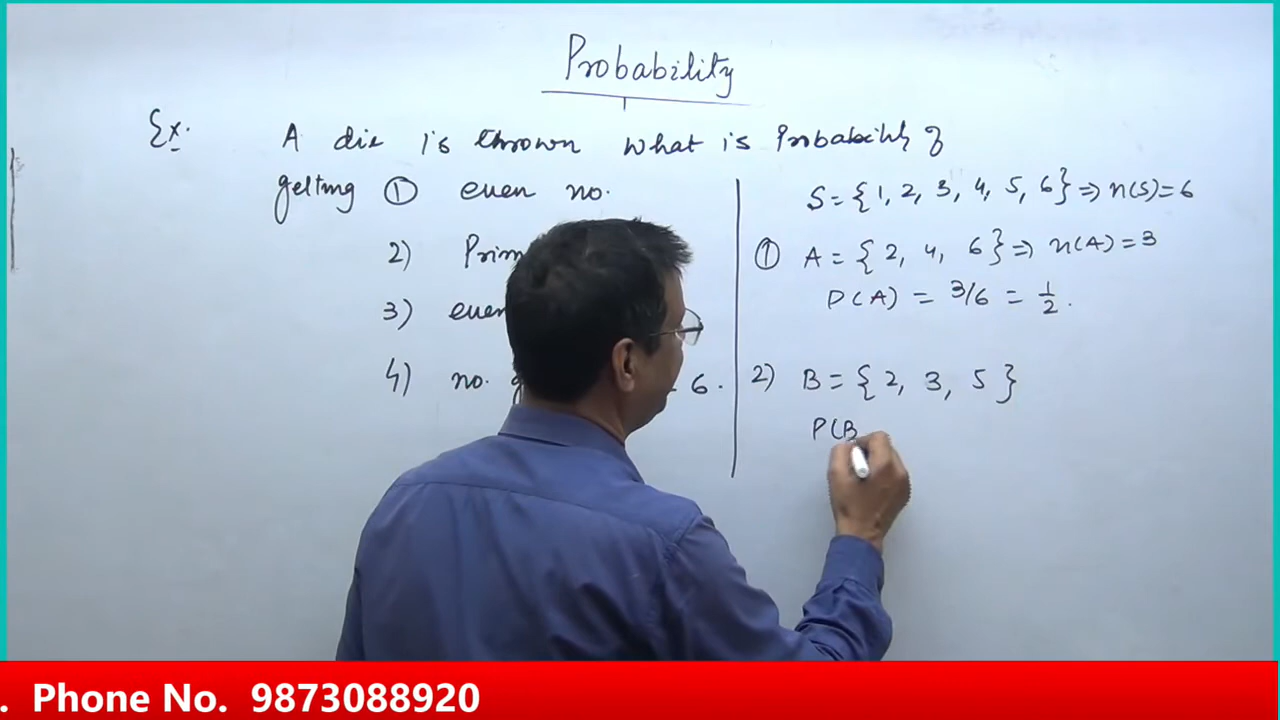 Probability
Ex. A die is thrown what is Probability of
getting ① even no.
2) Prim
3) even
4) no. 6.
S = {1, 2, 3, 4, 5, 6} ⇒ n(S) = 6
① A = {2, 4, 6} ⇒ n(A) = 3
P(A) = 3/6 = 1/2.
2) B = {2, 3, 5}
P(B
. Phone No. 9873088920